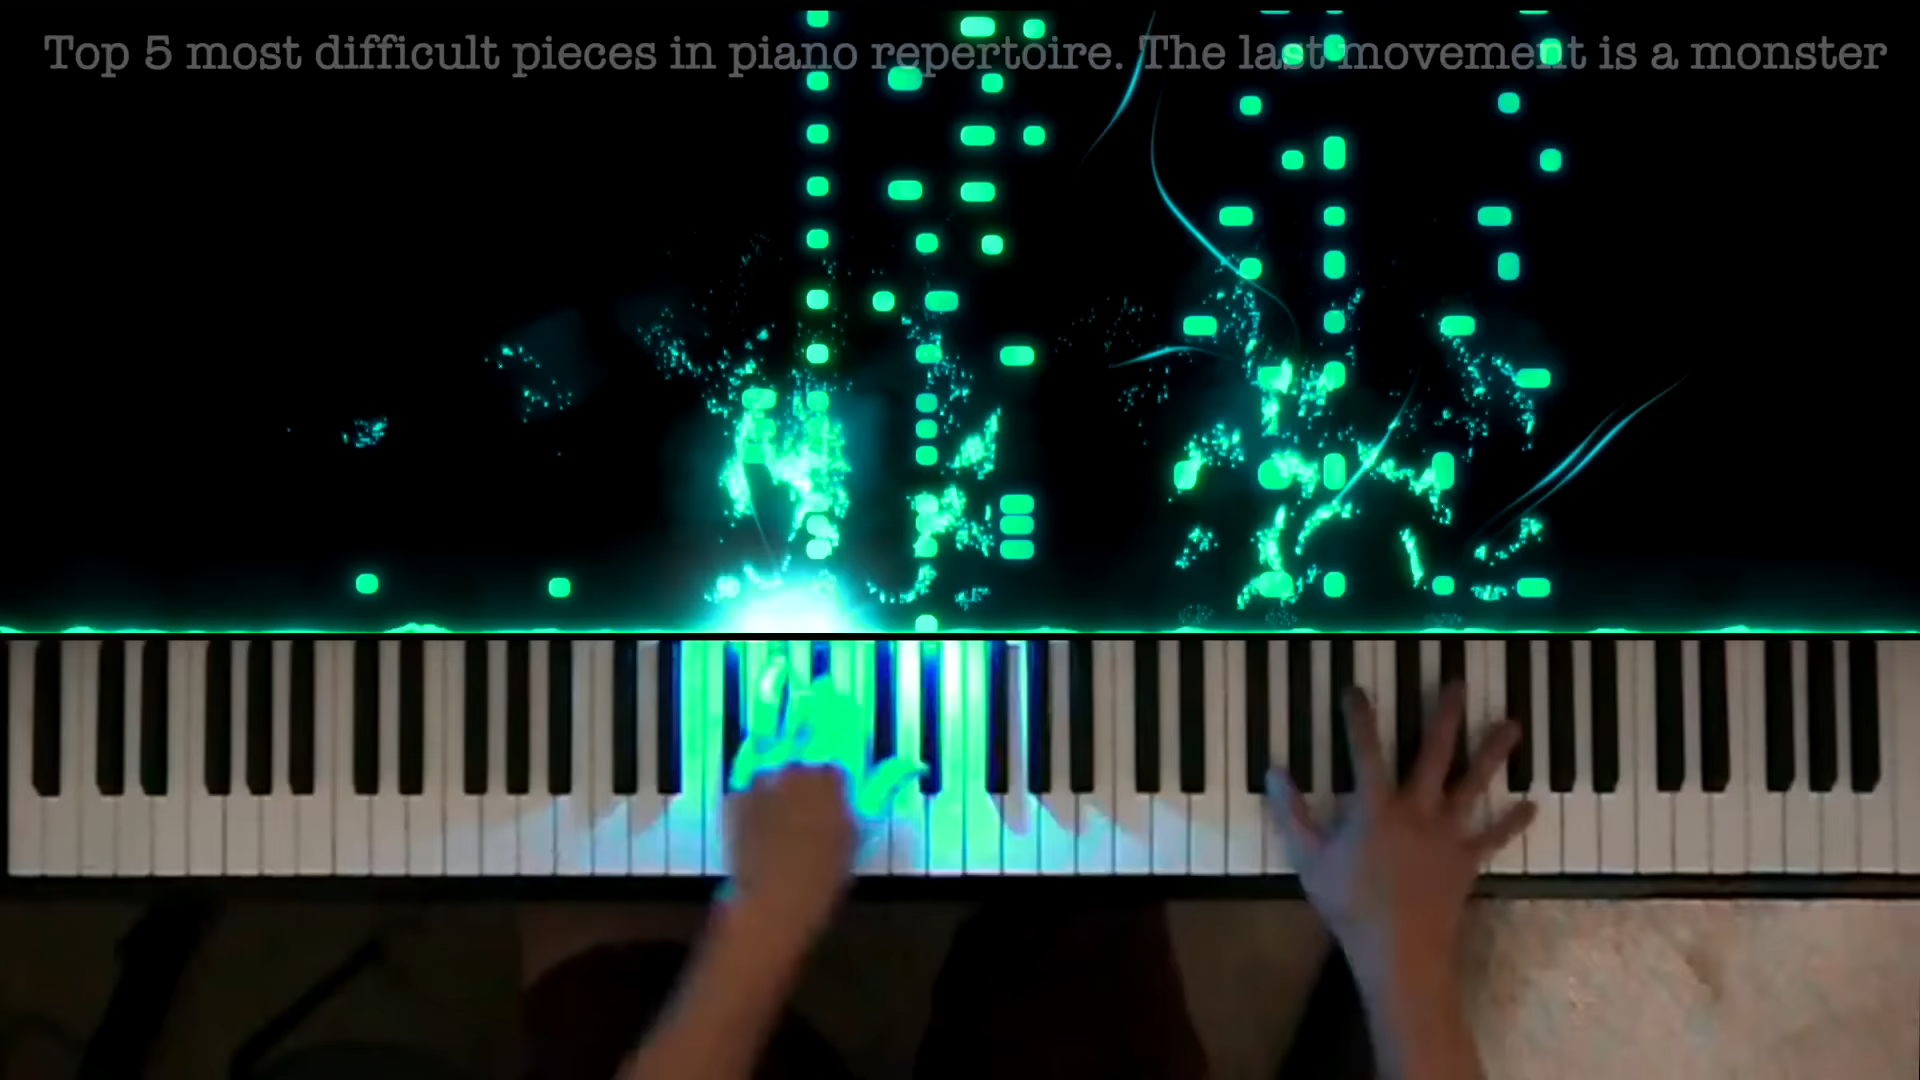 Top 5 most difficult pieces in piano repertoire. The last movement is a monster